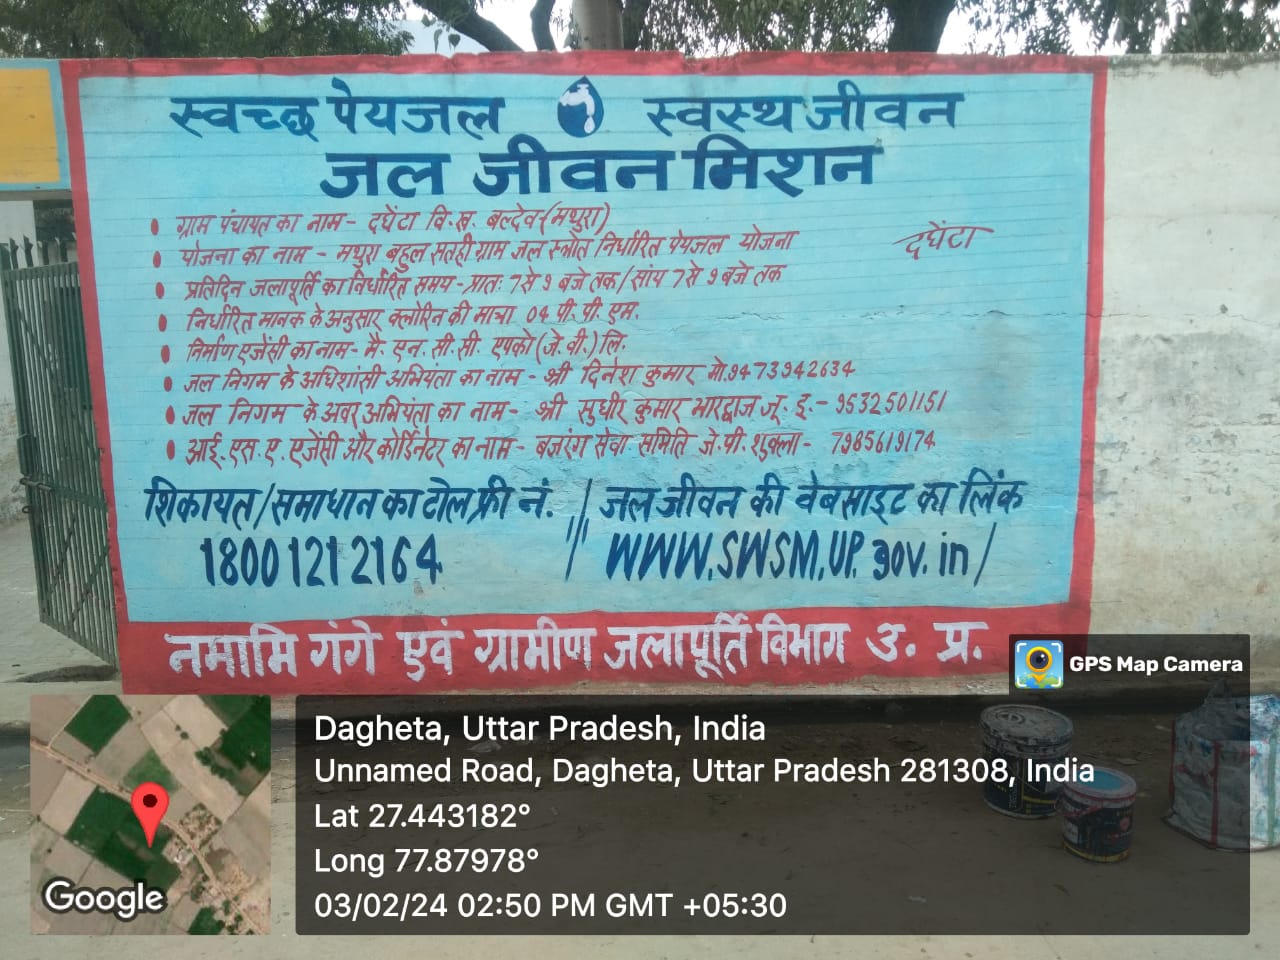 स्वच्छ पेयजल स्वस्थ जीवन
जल जीवन मिशन
• ग्राम पंचायत का नाम - दघेंटा वि.ख. बल्देव (मथुरा)
• योजना का नाम - मथुरा बहुल सतही ग्राम जल स्त्रोत निर्धारित पेयजल योजना
दघेंटा
• प्रतिदिन जलापूर्ति का निर्धारित समय - प्रातः 7 से 9 बजे तक / सांय 7 से 9 बजे तक
• निर्धारित मानक के अनुसार क्लोरिन की मात्रा 04 पी.पी.एम.
• निर्माण एजेंसी का नाम - मै. एन.सी.सी. एपको (जे.वी.) लि.
• जल निगम के अधिशांसी अभियंता का नाम - श्री दिनेश कुमार मो.9473942634
• जल निगम के अवर अभियंता का नाम - श्री सुधीर कुमार भारद्वाज जू. इ. - 9532501151
• आई.एस.ए. एजेंसी और कोर्डिनेटर का नाम - बजरंग सेवा समिति जे.पी. शुक्ला - 7985619174
शिकायत/समाधान का टोल फ्री नं. // जल जीवन की वेबसाइट का लिंक
18001212164 /// WWW.SWSM.UP.gov.in/
नमामि गंगे एवं ग्रामीण जलापूर्ति विभाग उ. प्र.
GPS Map Camera
Dagheta, Uttar Pradesh, India
Unnamed Road, Dagheta, Uttar Pradesh 281308, India
Lat 27.443182°
Long 77.87978°
03/02/24 02:50 PM GMT +05:30
Google